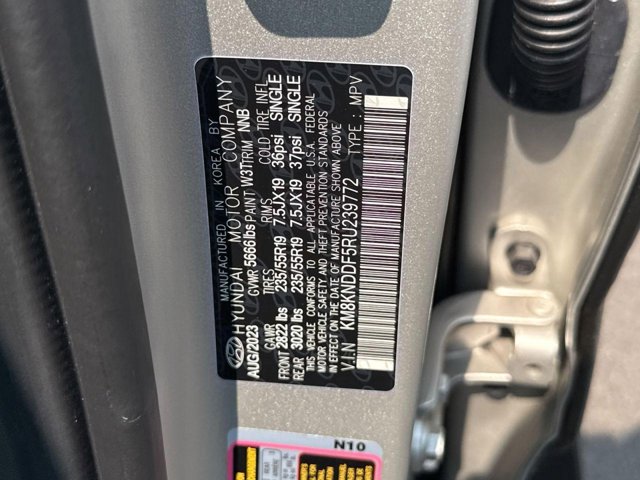 MANUFACTURED IN KOREA BY
HYUNDAI MOTOR COMPANY
AUG/2023 GVWR 5666lbs PAINT W3T TRIM NNB
GAWR TIRES RIMS COLD TIRE INFL
FRONT 2822 lbs 235/55R19 7.5JX19 36psi SINGLE
REAR 3020 lbs 235/55R19 7.5JX19 37psi SINGLE
THIS VEHICLE CONFORMS TO ALL APPLICABLE U.S.A. FEDERAL
MOTOR VEHICLE SAFETY AND THEFT PREVENTION STANDARDS
IN EFFECT ON THE DATE OF MANUFACTURE SHOWN ABOVE.
V.I.N KM8KNDDF5RU239772 TYPE : MPV
N10